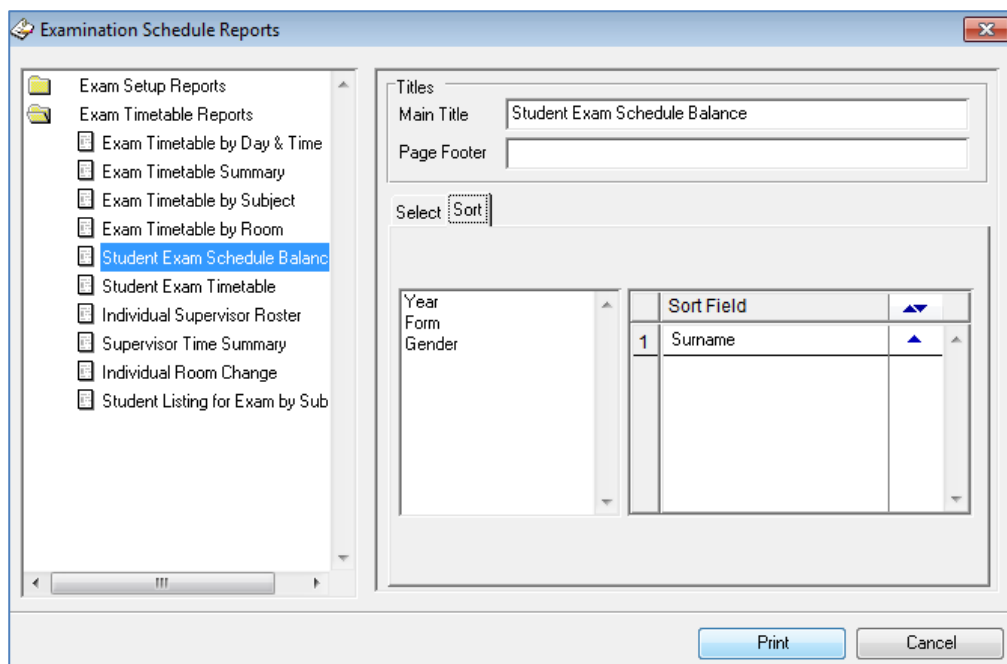 Examination Schedule Reports
Exam Setup Reports
Exam Timetable Reports
Exam Timetable by Day & Time
Exam Timetable Summary
Exam Timetable by Subject
Exam Timetable by Room
Student Exam Schedule Balanc
Student Exam Timetable
Individual Supervisor Roster
Supervisor Time Summary
Individual Room Change
Student Listing for Exam by Sub
Titles
Main Title Student Exam Schedule Balance
Page Footer
Select Sort
Year
Form
Gender
Sort Field
1 Surname
Print Cancel